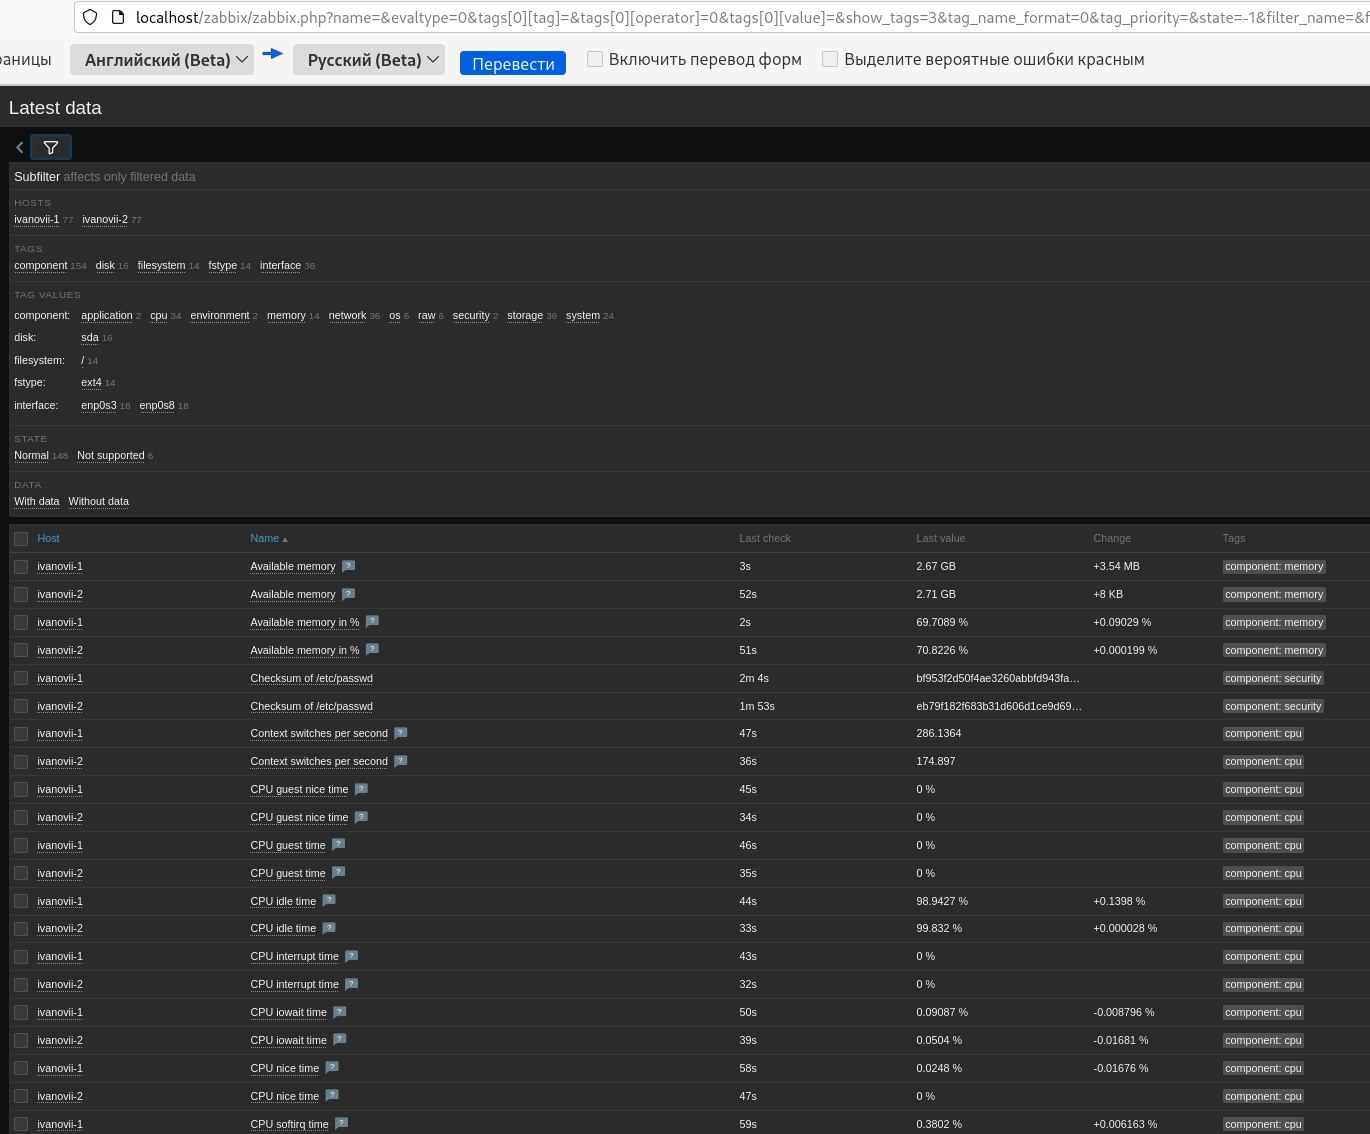 localhost/zabbix/zabbix.php?name=&evaltype=0&tags[0][tag]=&tags[0][operator]=0&tags[0][value]=&show_tags=3&tag_name_format=0&tag_priority=&state=-1&filter_name=&f
раницы Английский (Beta) Русский (Beta) Перевести Включить перевод форм Выделите вероятные ошибки красным
Latest data
Subfilter affects only filtered data
HOSTS
ivanovii-1 77 ivanovii-2 77
TAGS
component 154 disk 16 filesystem 14 fstype 14 interface 36
TAG VALUES
component: application 2 cpu 34 environment 2 memory 14 network 36 os 6 raw 6 security 2 storage 36 system 24
disk: sda 16
filesystem: / 14
fstype: ext4 14
interface: enp0s3 18 enp0s8 18
STATE
Normal 148 Not supported 6
DATA
With data Without data
Host Name Last check Last value Change Tags
ivanovii-1 Available memory ? 3s 2.67 GB +3.54 MB component: memory
ivanovii-2 Available memory ? 52s 2.71 GB +8 KB component: memory
ivanovii-1 Available memory in % ? 2s 69.7089 % +0.09029 % component: memory
ivanovii-2 Available memory in % ? 51s 70.8226 % +0.000199 % component: memory
ivanovii-1 Checksum of /etc/passwd 2m 4s bf953f2d50f4ae3260abbfd943fa… component: security
ivanovii-2 Checksum of /etc/passwd 1m 53s eb79f182f683b31d606d1ce9d69… component: security
ivanovii-1 Context switches per second ? 47s 286.1364 component: cpu
ivanovii-2 Context switches per second ? 36s 174.897 component: cpu
ivanovii-1 CPU guest nice time ? 45s 0 % component: cpu
ivanovii-2 CPU guest nice time ? 34s 0 % component: cpu
ivanovii-1 CPU guest time ? 46s 0 % component: cpu
ivanovii-2 CPU guest time ? 35s 0 % component: cpu
ivanovii-1 CPU idle time ? 44s 98.9427 % +0.1398 % component: cpu
ivanovii-2 CPU idle time ? 33s 99.832 % +0.000028 % component: cpu
ivanovii-1 CPU interrupt time ? 43s 0 % component: cpu
ivanovii-2 CPU interrupt time ? 32s 0 % component: cpu
ivanovii-1 CPU iowait time ? 50s 0.09087 % -0.008796 % component: cpu
ivanovii-2 CPU iowait time ? 39s 0.0504 % -0.01681 % component: cpu
ivanovii-1 CPU nice time ? 58s 0.0248 % -0.01676 % component: cpu
ivanovii-2 CPU nice time ? 47s 0 % component: cpu
ivanovii-1 CPU softirq time ? 59s 0.3802 % +0.006163 % component: cpu